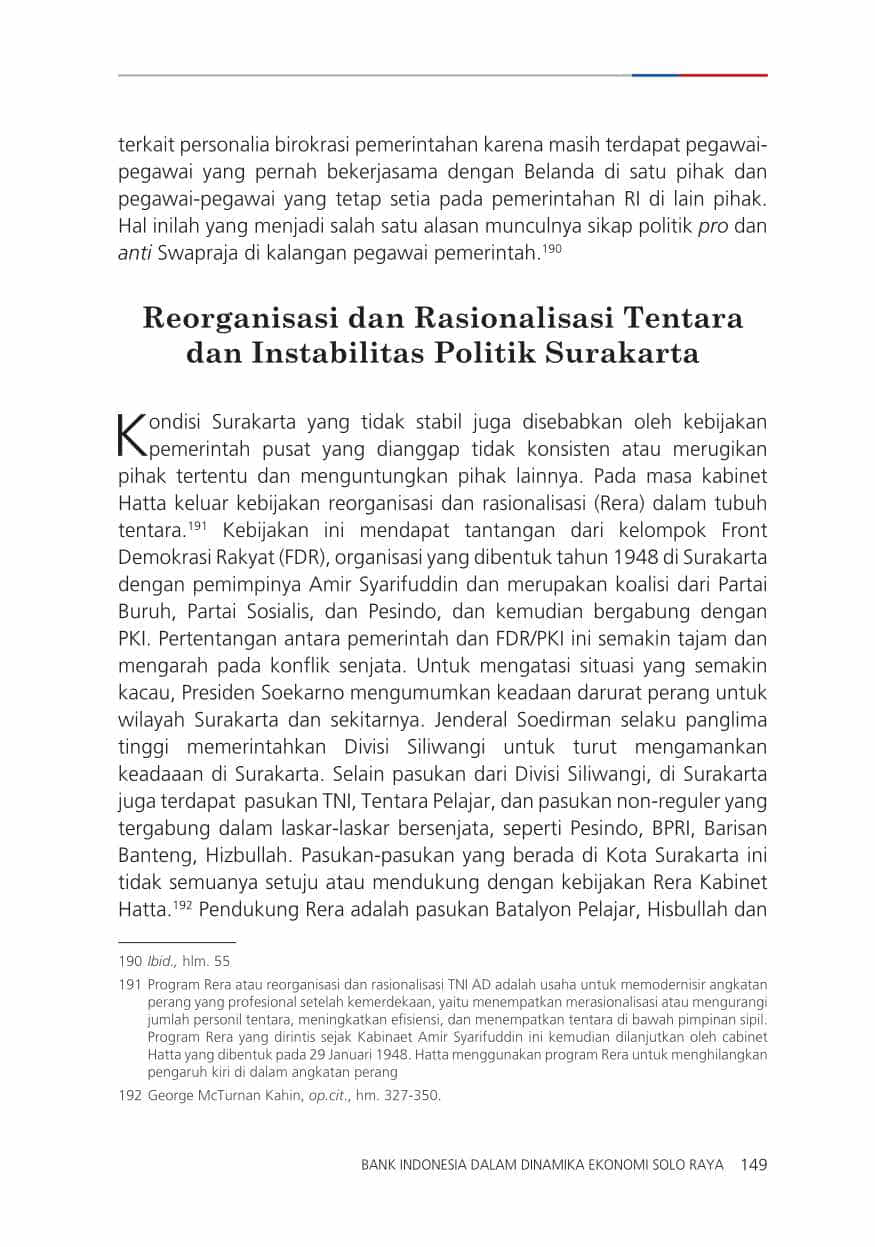 terkait personalia birokrasi pemerintahan karena masih terdapat pegawai-
pegawai yang pernah bekerjasama dengan Belanda di satu pihak dan
pegawai-pegawai yang tetap setia pada pemerintahan RI di lain pihak.
Hal inilah yang menjadi salah satu alasan munculnya sikap politik pro dan
anti Swapraja di kalangan pegawai pemerintah.190
Reorganisasi dan Rasionalisasi Tentara
dan Instabilitas Politik Surakarta
Kondisi Surakarta yang tidak stabil juga disebabkan oleh kebijakan
pemerintah pusat yang dianggap tidak konsisten atau merugikan
pihak tertentu dan menguntungkan pihak lainnya. Pada masa kabinet
Hatta keluar kebijakan reorganisasi dan rasionalisasi (Rera) dalam tubuh
tentara.191 Kebijakan ini mendapat tantangan dari kelompok Front
Demokrasi Rakyat (FDR), organisasi yang dibentuk tahun 1948 di Surakarta
dengan pemimpinya Amir Syarifuddin dan merupakan koalisi dari Partai
Buruh, Partai Sosialis, dan Pesindo, dan kemudian bergabung dengan
PKI. Pertentangan antara pemerintah dan FDR/PKI ini semakin tajam dan
mengarah pada konflik senjata. Untuk mengatasi situasi yang semakin
kacau, Presiden Soekarno mengumumkan keadaan darurat perang untuk
wilayah Surakarta dan sekitarnya. Jenderal Soedirman selaku panglima
tinggi memerintahkan Divisi Siliwangi untuk turut mengamankan
keadaaan di Surakarta. Selain pasukan dari Divisi Siliwangi, di Surakarta
juga terdapat pasukan TNI, Tentara Pelajar, dan pasukan non-reguler yang
tergabung dalam laskar-laskar bersenjata, seperti Pesindo, BPRI, Barisan
Banteng, Hizbullah. Pasukan-pasukan yang berada di Kota Surakarta ini
tidak semuanya setuju atau mendukung dengan kebijakan Rera Kabinet
Hatta.192 Pendukung Rera adalah pasukan Batalyon Pelajar, Hisbullah dan
190 Ibid., hlm. 55
191 Program Rera atau reorganisasi dan rasionalisasi TNI AD adalah usaha untuk memodernisir angkatan
perang yang profesional setelah kemerdekaan, yaitu menempatkan merasionalisasi atau mengurangi
jumlah personil tentara, meningkatkan efisiensi, dan menempatkan tentara di bawah pimpinan sipil.
Program Rera yang dirintis sejak Kabinaet Amir Syarifuddin ini kemudian dilanjutkan oleh cabinet
Hatta yang dibentuk pada 29 Januari 1948. Hatta menggunakan program Rera untuk menghilangkan
pengaruh kiri di dalam angkatan perang
192 George McTurnan Kahin, op.cit., hm. 327-350.
BANK INDONESIA DALAM DINAMIKA EKONOMI SOLO RAYA 149